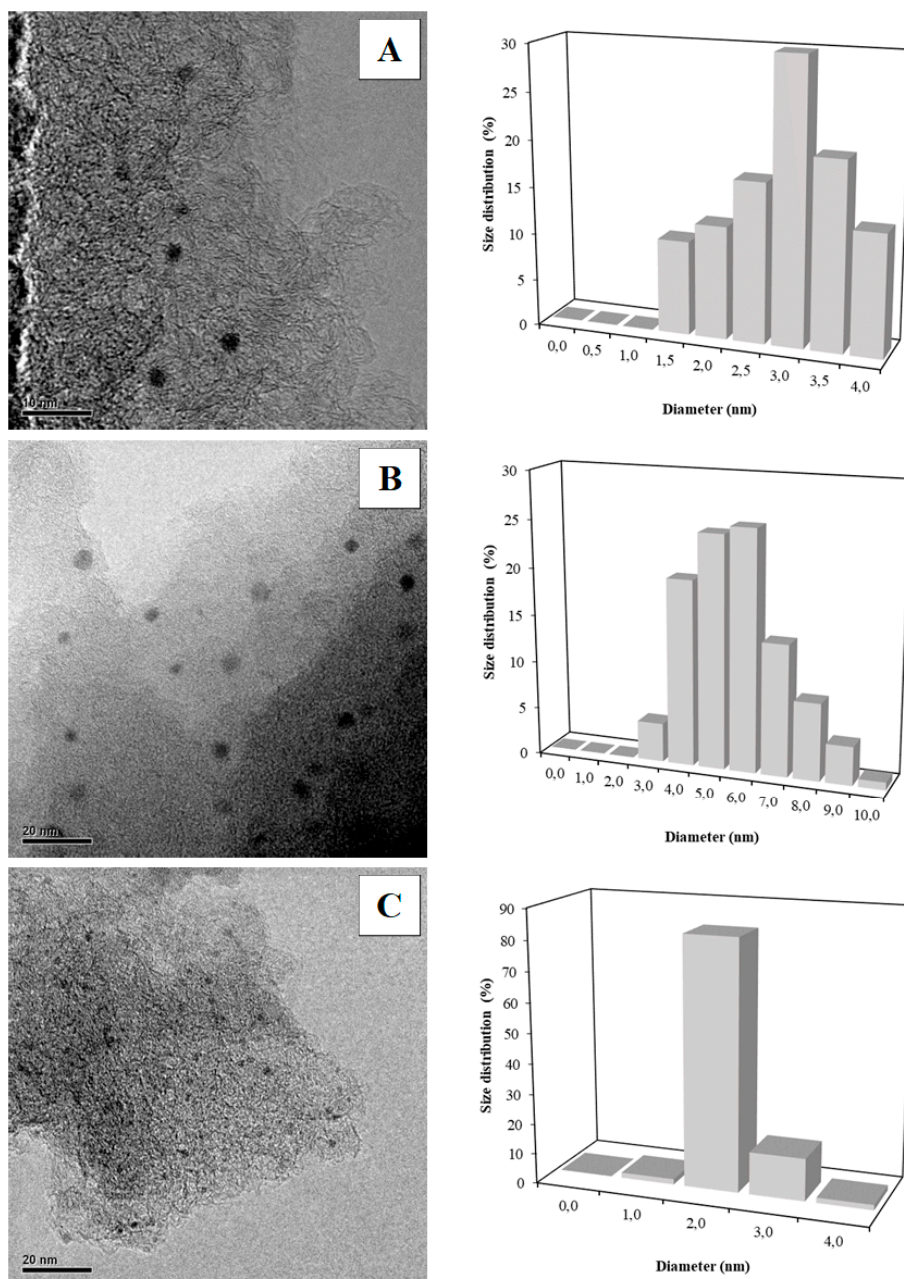 A
10 nm
Size distribution (%)
30
25
20
15
10
5
0
0,0 0,5 1,0 1,5 2,0 2,5 3,0 3,5 4,0
Diameter (nm)
B
20 nm
Size distribution (%)
30
25
20
15
10
5
0
0,0 1,0 2,0 3,0 4,0 5,0 6,0 7,0 8,0 9,0 10,0
Diameter (nm)
C
20 nm
Size distribution (%)
90
80
70
60
50
40
30
20
10
0
0,0 1,0 2,0 3,0 4,0
Diameter (nm)